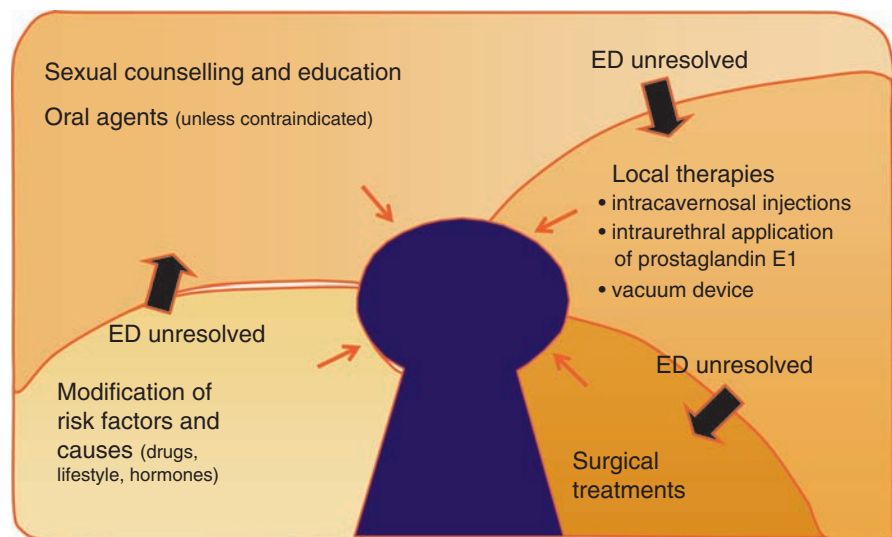 Sexual counselling and education
Oral agents (unless contraindicated)
ED unresolved
Local therapies
• intracavernosal injections
• intraurethral application
of prostaglandin E1
• vacuum device
ED unresolved
Modification of
risk factors and
causes (drugs,
lifestyle, hormones)
ED unresolved
Surgical
treatments